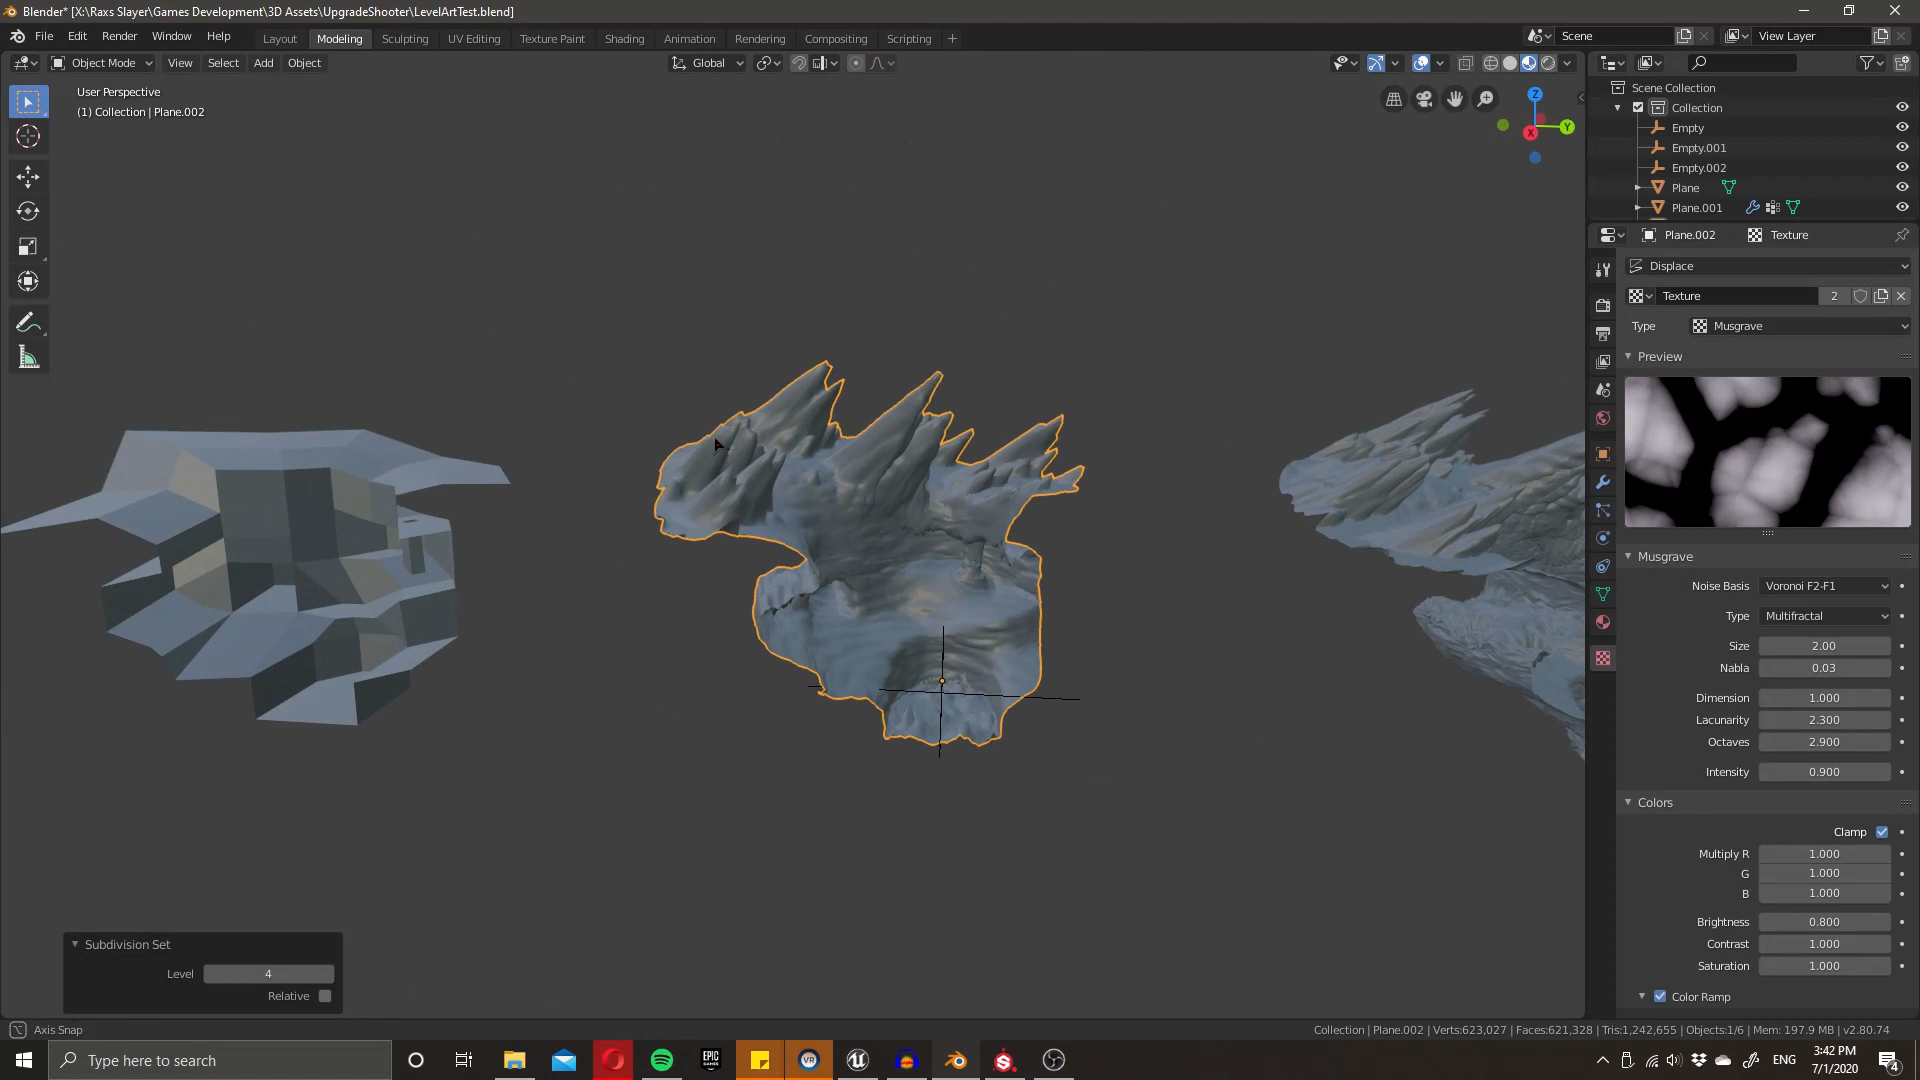 Blender* [X:\Raxs Slayer\Games Development\3D Assets\UpgradeShooter\LevelArtTest.blend]
File Edit Render Window Help Layout Modeling Sculpting UV Editing Texture Paint Shading Animation Rendering Compositing Scripting + Scene View Layer
Object Mode View Select Add Object Global
User Perspective
(1) Collection | Plane.002
Z
Y
X
Scene Collection
Collection
Empty
Empty.001
Empty.002
Plane
Plane.001
Plane.002 Texture
Displace
Texture 2
Type Musgrave
Preview
Musgrave
Noise Basis Voronoi F2-F1
Type Multifractal
Size 2.00
Nabla 0.03
Dimension 1.000
Lacunarity 2.300
Octaves 2.900
Intensity 0.900
Colors
Clamp
Multiply R 1.000
G 1.000
B 1.000
Brightness 0.800
Contrast 1.000
Saturation 1.000
Color Ramp
Subdivision Set
Level 4
Relative
Axis Snap
Collection | Plane.002 | Verts:623,027 | Faces:621,328 | Tris:1,242,655 | Objects:1/6 | Mem: 197.9 MB | v2.80.74
Type here to search
EPIC
VR
ENG
3:42 PM
7/1/2020
4